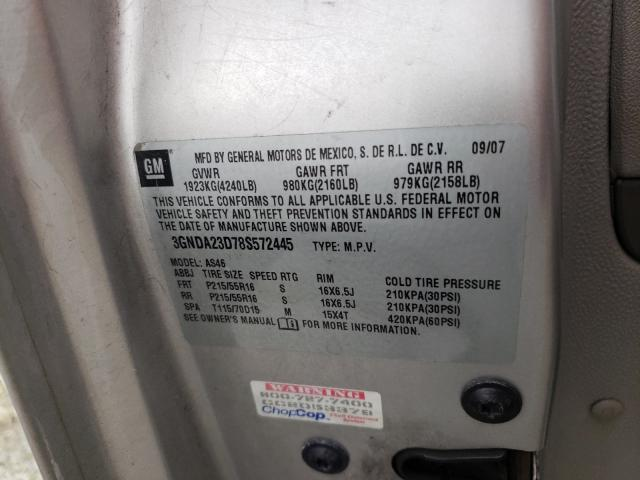 GM
MFD BY GENERAL MOTORS DE MEXICO, S. DE R.L. DE C.V. 09/07
GVWR GAWR FRT GAWR RR
1923KG(4240LB) 980KG(2160LB) 979KG(2158LB)
THIS VEHICLE CONFORMS TO ALL APPLICABLE U.S. FEDERAL MOTOR
VEHICLE SAFETY AND THEFT PREVENTION STANDARDS IN EFFECT ON
THE DATE OF MANUFACTURE SHOWN ABOVE.
3GNDA23D78S572445 TYPE: M.P.V.
MODEL: AS46
ABBJ TIRE SIZE SPEED RTG RIM COLD TIRE PRESSURE
FRT P215/55R16 S 16X6.5J 210KPA(30PSI)
RR P215/55R16 S 16X6.5J 210KPA(30PSI)
SPA T115/70D15 M 15X4T 420KPA(60PSI)
SEE OWNER'S MANUAL FOR MORE INFORMATION.
WARNING
800-727-7400
ChopCop